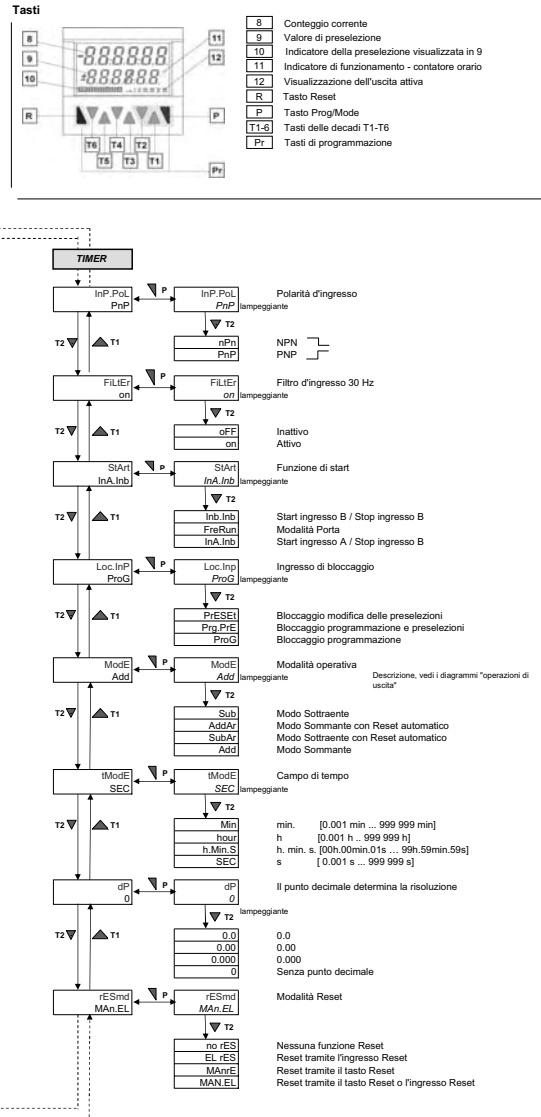 Tasti
8 Conteggio corrente
9 Valore di preselezione
10 Indicatore della preselezione visualizzata in 9
11 Indicatore di funzionamento - contatore orario
12 Visualizzazione dell'uscita attiva
R Tasto Reset
P Tasto Prog/Mode
T1-6 Tasti delle decadi T1-T6
Pr Tasti di programmazione
8
9
10
11
12
R
P
T6 T4 T2
T5 T3 T1
Pr
TIMER
InP.PoL P InP.PoL Polarità d'ingresso
PnP PnP lampeggiante
T2
T2 T1 nPn NPN
PnP PNP
FiLtEr P FiLtEr Filtro d'ingresso 30 Hz
on on lampeggiante
T2
T2 T1 oFF Inattivo
on Attivo
StArt P StArt Funzione di start
InA.Inb InA.Inb lampeggiante
T2
T2 T1 Inb.Inb Start ingresso B / Stop ingresso B
FreRun Modalità Porta
InA.Inb Start ingresso A / Stop ingresso B
Loc.InP P Loc.Inp Ingresso di bloccaggio
ProG ProG lampeggiante
T2
T2 T1 PrESEt Bloccaggio modifica delle preselezioni
Prg.PrE Bloccaggio programmazione e preselezioni
ProG Bloccaggio programmazione
ModE P ModE Modalità operativa
Add Add lampeggiante Descrizione, vedi i diagrammi "operazioni di
uscita"
T2
T2 T1 Sub Modo Sottraente
AddAr Modo Sommante con Reset automatico
SubAr Modo Sottraente con Reset automatico
Add Modo Sommante
tModE P tModE Campo di tempo
SEC SEC lampeggiante
T2
T2 T1 Min min. [0.001 min ... 999 999 min]
hour h [0.001 h .. 999 999 h]
h.Min.S h. min. s. [00h.00min.01s … 99h.59min.59s]
SEC s [ 0.001 s ... 999 999 s]
dP P dP Il punto decimale determina la risoluzione
0 0
T2 lampeggiante
T2 T1 0.0 0.0
0.00 0.00
0.000 0.000
0 Senza punto decimale
rESmd P rESmd Modalità Reset
MAn.EL MAn.EL
T2
no rES Nessuna funzione Reset
EL rES Reset tramite l'ingresso Reset
MAnrE Reset tramite il tasto Reset
MAN.EL Reset tramite il tasto Reset o l'ingresso Reset